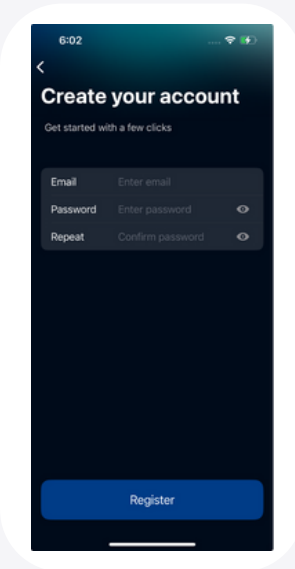 6:02
Create your account
Get started with a few clicks
Email Enter email
Password Enter password
Repeat Confirm password
Register